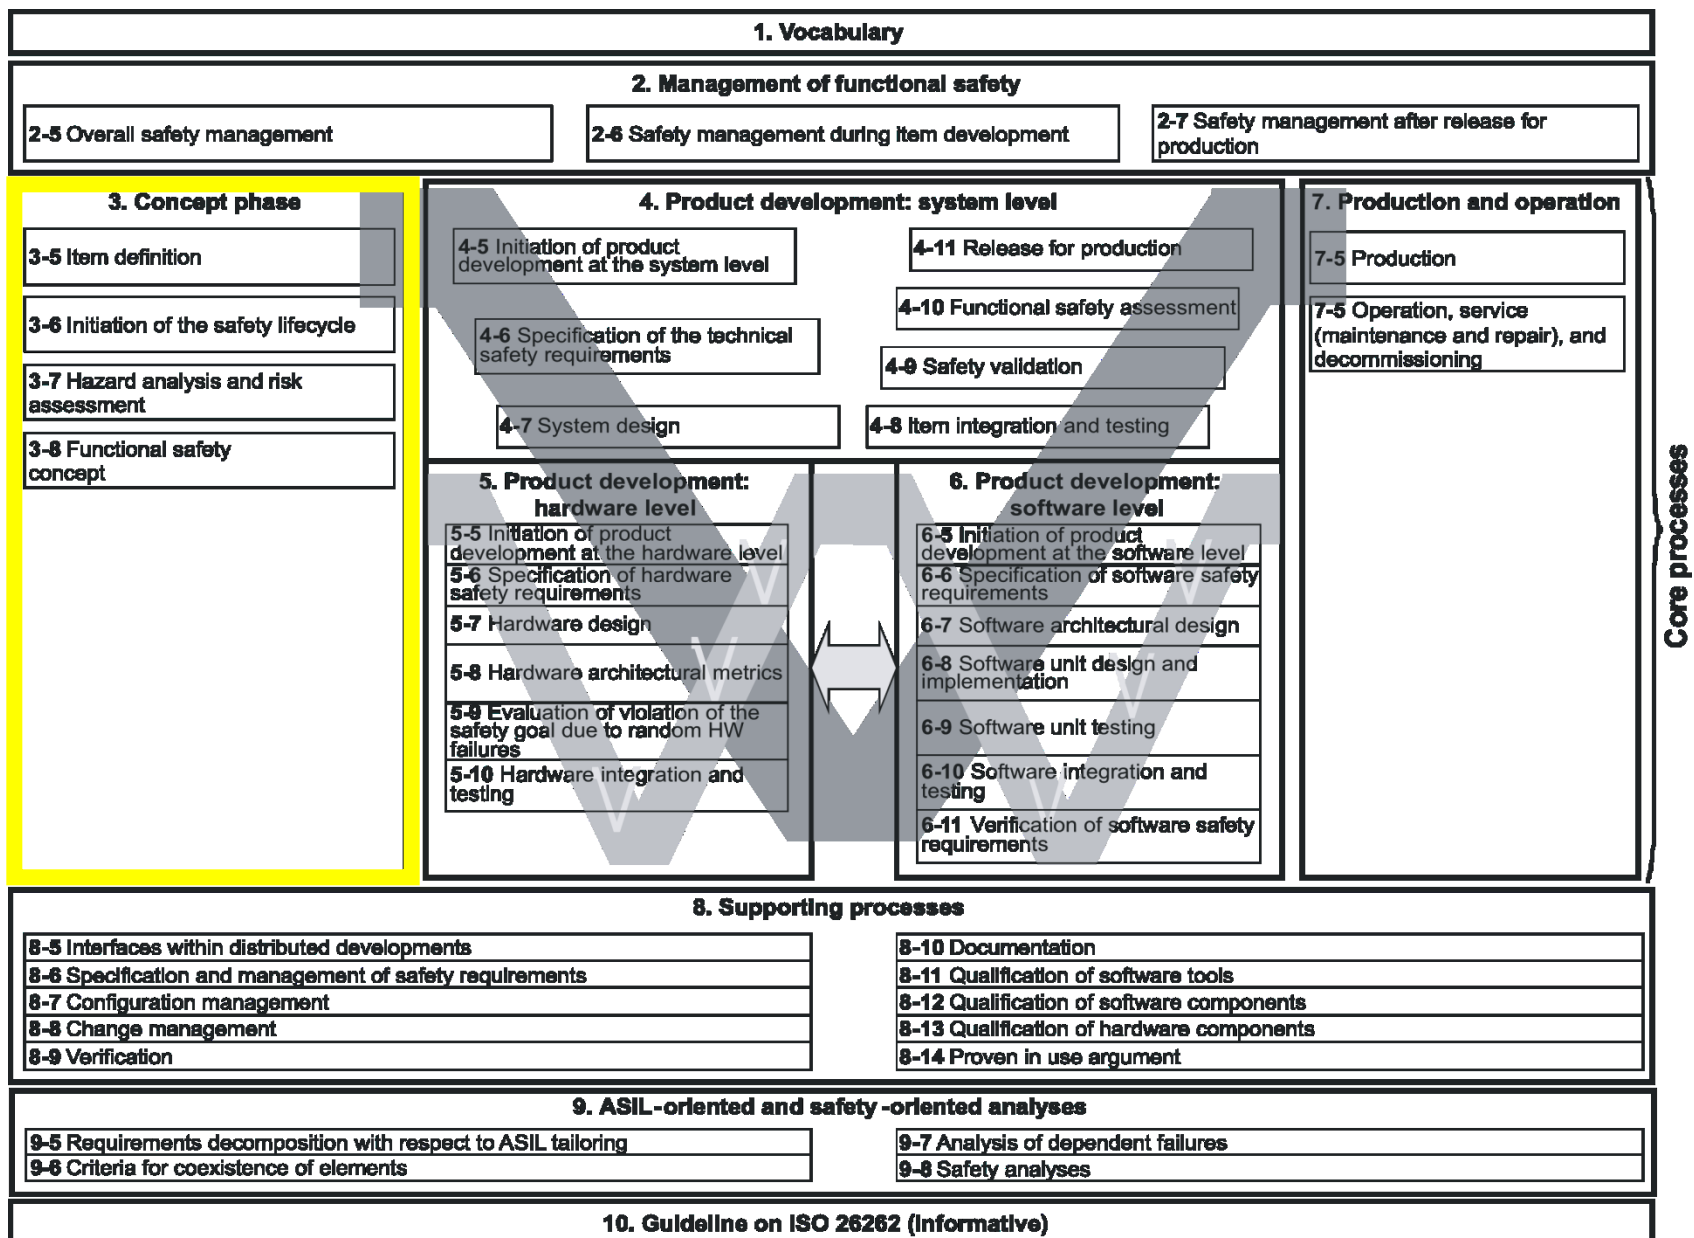 1. Vocabulary
2. Management of functional safety
2-5 Overall safety management
2-6 Safety management during item development
2-7 Safety management after release for
production
3. Concept phase
3-5 Item definition
3-6 Initiation of the safety lifecycle
3-7 Hazard analysis and risk
assessment
3-8 Functional safety
concept
4. Product development: system level
4-5 Initiation of product
development at the system level
4-6 Specification of the technical
safety requirements
4-7 System design
4-11 Release for production
4-10 Functional safety assessment
4-9 Safety validation
4-8 Item integration and testing
7. Production and operation
7-5 Production
7-5 Operation, service
(maintenance and repair), and
decommissioning
5. Product development:
hardware level
5-5 Initiation of product
development at the hardware level
5-6 Specification of hardware
safety requirements
5-7 Hardware design
5-8 Hardware architectural metrics
5-9 Evaluation of violation of the
safety goal due to random HW
failures
5-10 Hardware integration and
testing
V
V
V
6. Product development:
software level
6-5 Initiation of product
development at the software level
6-6 Specification of software safety
requirements
6-7 Software architectural design
6-8 Software unit design and
implementation
6-9 Software unit testing
6-10 Software integration and
testing
6-11 Verification of software safety
requirements
V
V
V
Core processes
8. Supporting processes
8-5 Interfaces within distributed developments
8-6 Specification and management of safety requirements
8-7 Configuration management
8-8 Change management
8-9 Verification
8-10 Documentation
8-11 Qualification of software tools
8-12 Qualification of software components
8-13 Qualification of hardware components
8-14 Proven in use argument
9. ASIL-oriented and safety-oriented analyses
9-5 Requirements decomposition with respect to ASIL tailoring
9-6 Criteria for coexistence of elements
9-7 Analysis of dependent failures
9-8 Safety analyses
10. Guideline on ISO 26262 (informative)